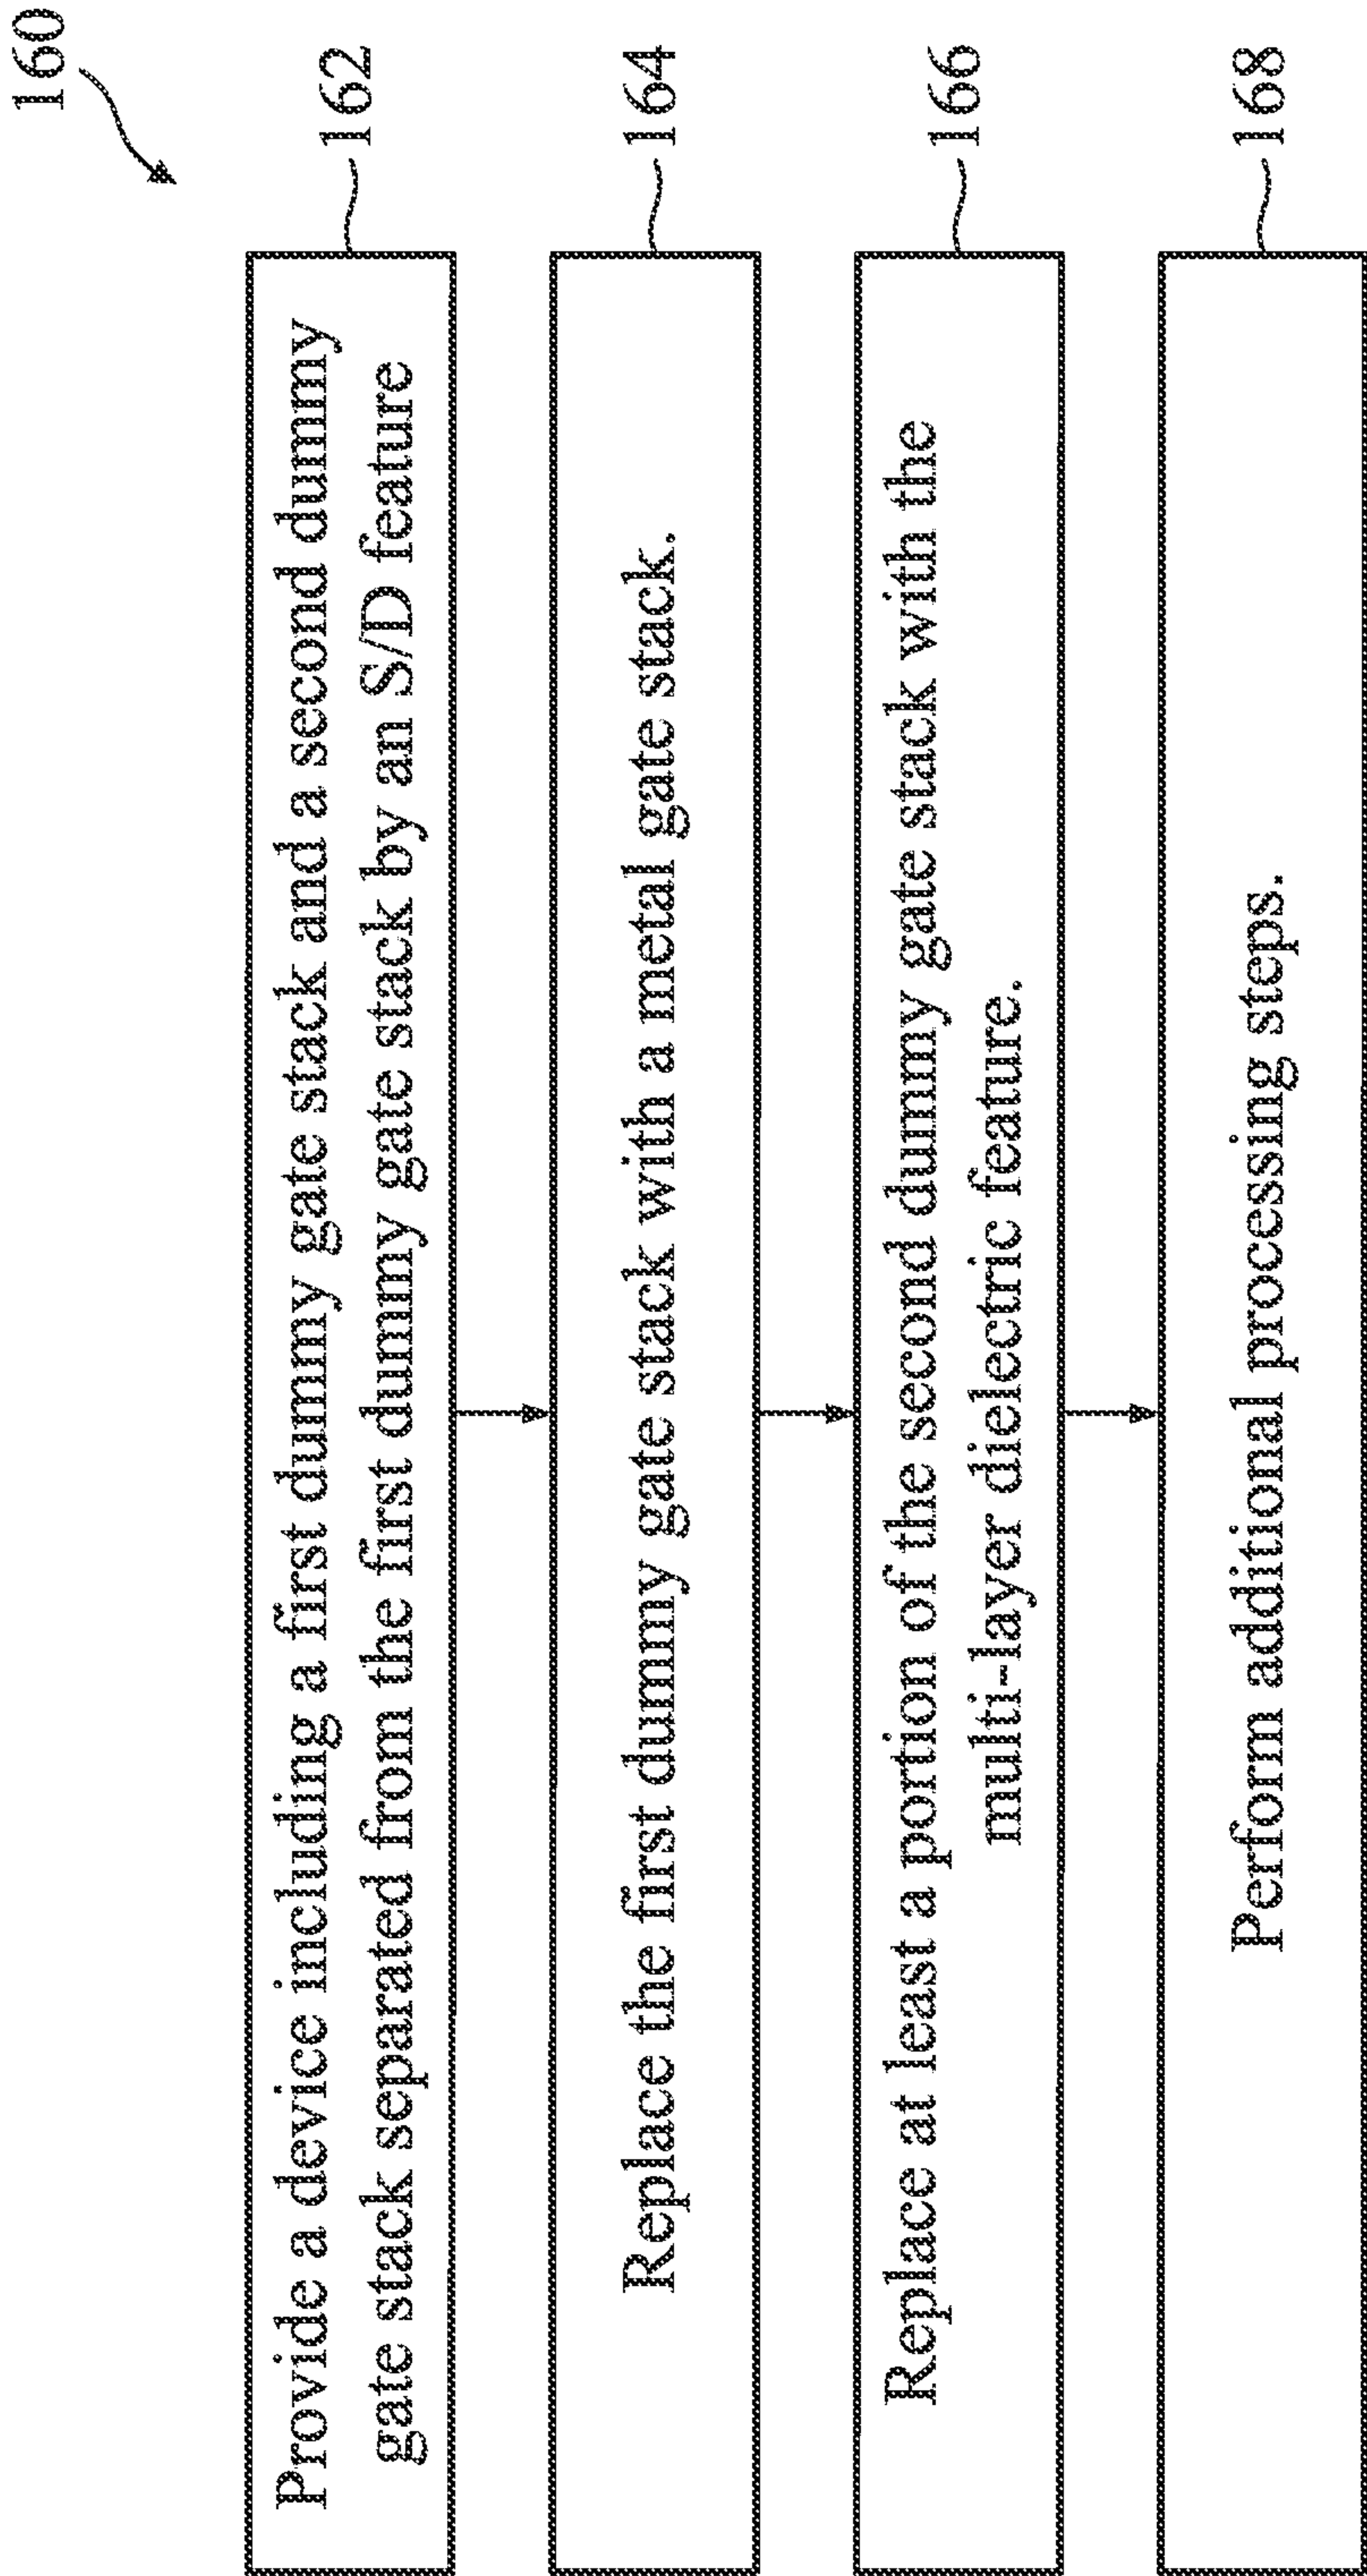 160
Provide a device including a first dummy gate stack and a second dummy
gate stack separated from the first dummy gate stack by an S/D feature
162
Replace the first dummy gate stack with a metal gate stack.
164
Replace at least a portion of the second dummy gate stack with the
multi-layer dielectric feature.
166
Perform additional processing steps.
168